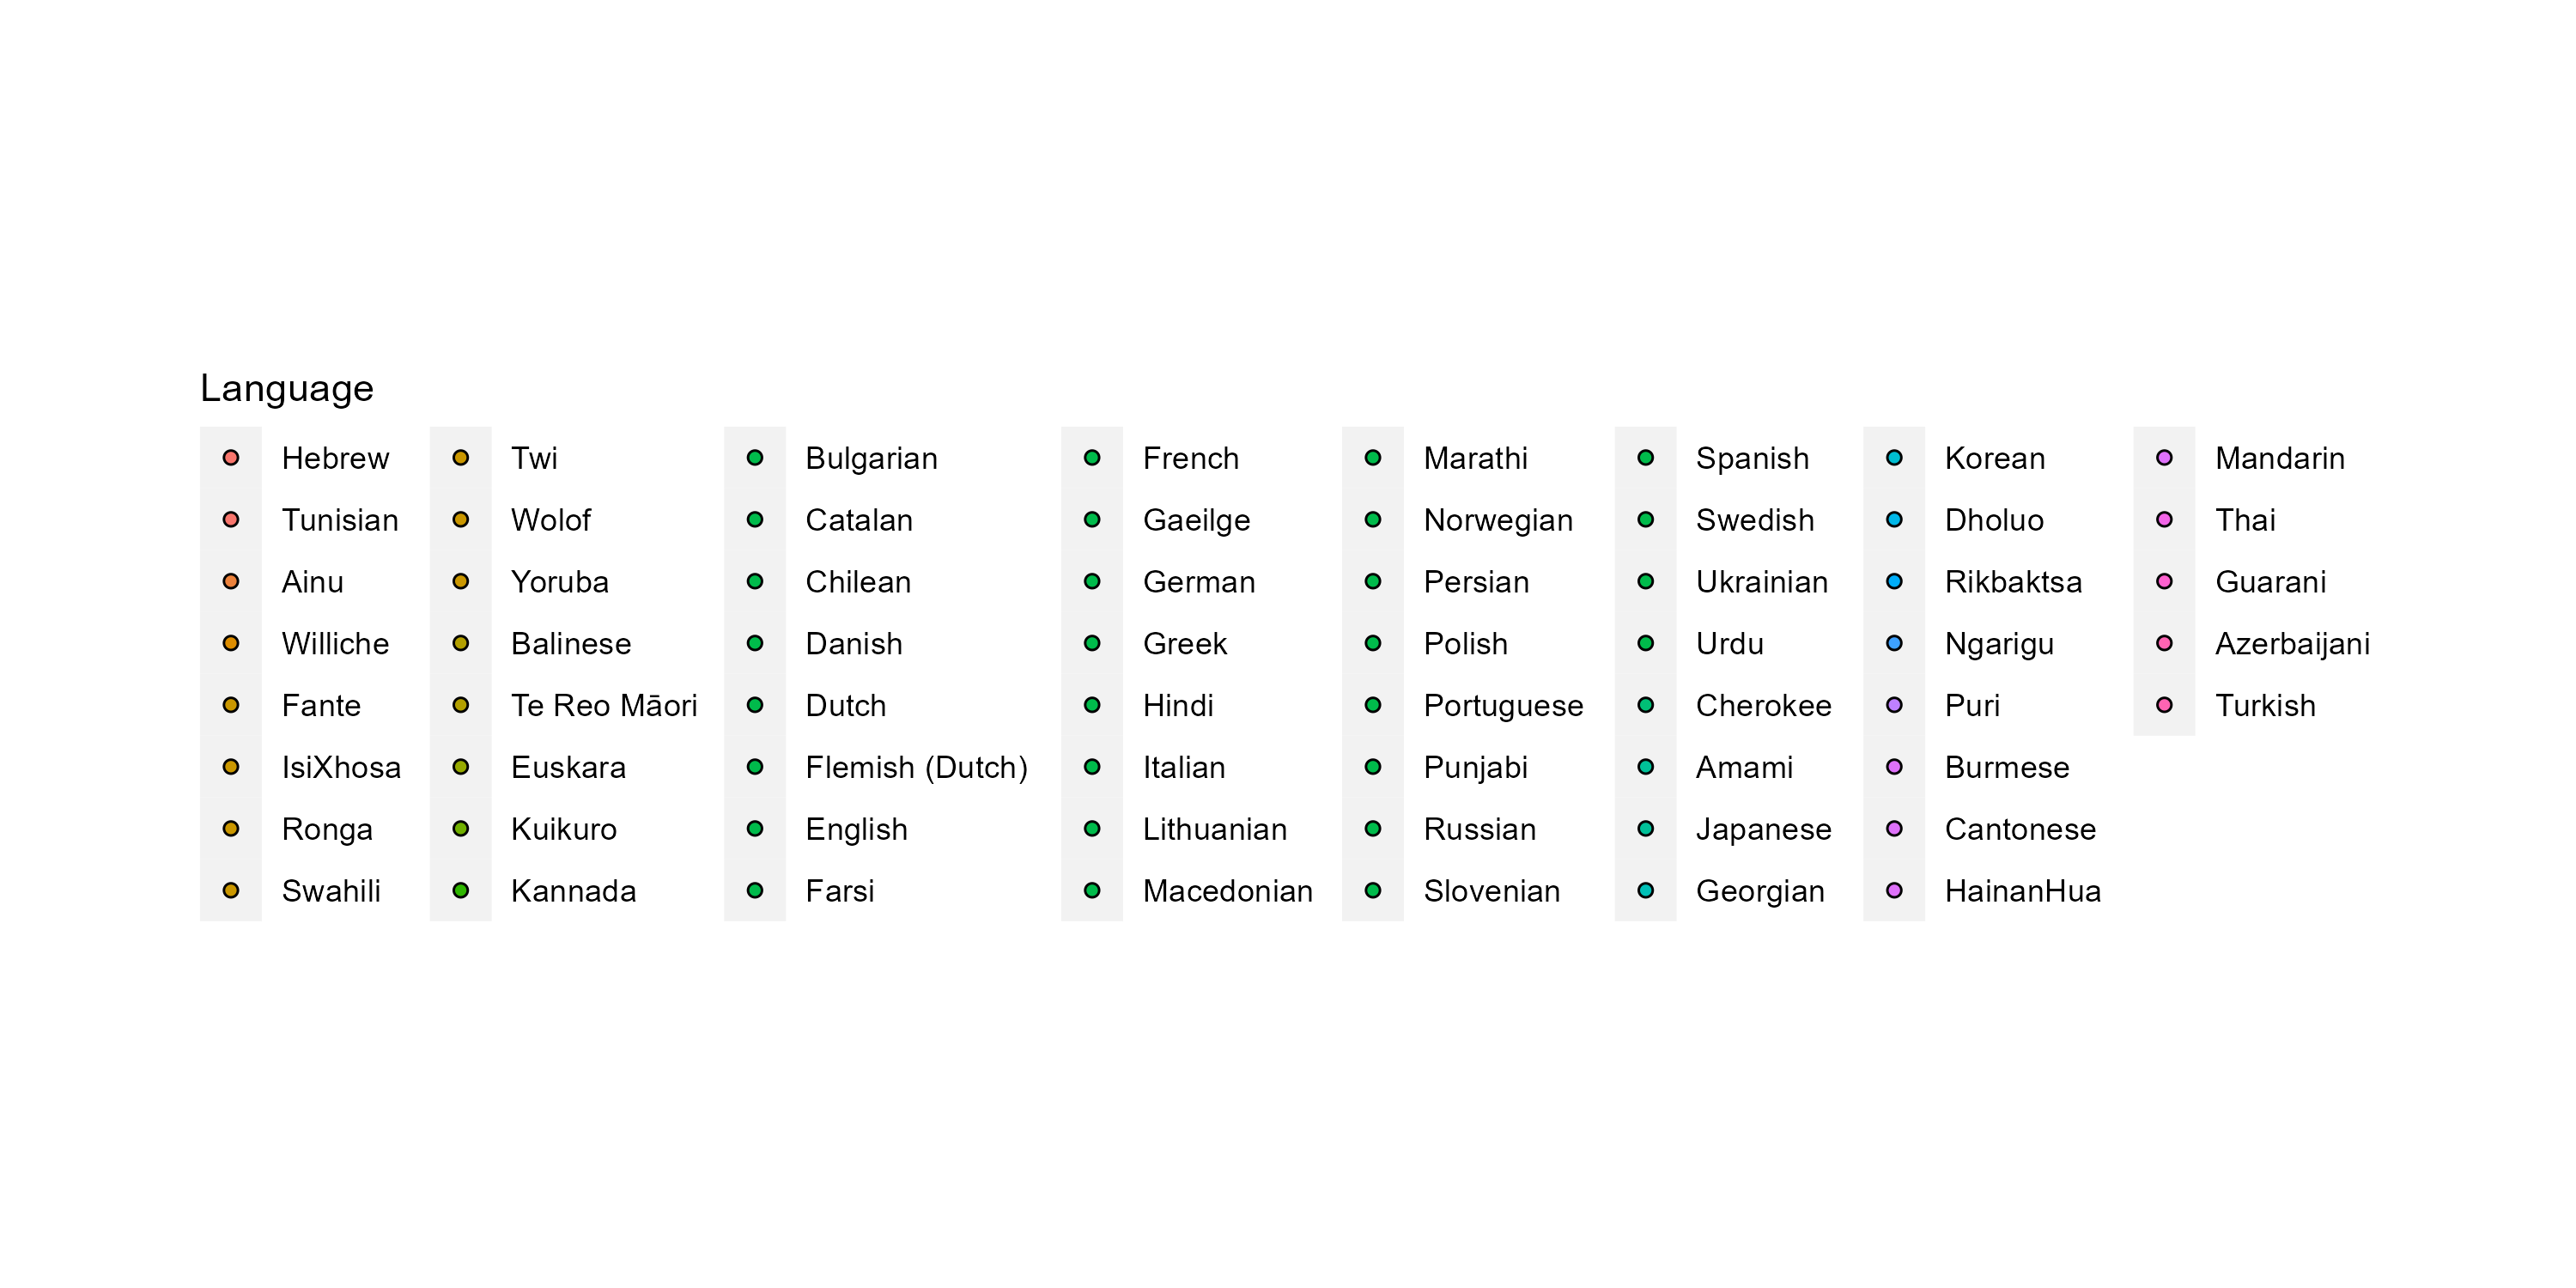 Language
Hebrew
Tunisian
Ainu
Williche
Fante
IsiXhosa
Ronga
Swahili
Twi
Wolof
Yoruba
Balinese
Te Reo Māori
Euskara
Kuikuro
Kannada
Bulgarian
Catalan
Chilean
Danish
Dutch
Flemish (Dutch)
English
Farsi
French
Gaeilge
German
Greek
Hindi
Italian
Lithuanian
Macedonian
Marathi
Norwegian
Persian
Polish
Portuguese
Punjabi
Russian
Slovenian
Spanish
Swedish
Ukrainian
Urdu
Cherokee
Amami
Japanese
Georgian
Korean
Dholuo
Rikbaktsa
Ngarigu
Puri
Burmese
Cantonese
HainanHua
Mandarin
Thai
Guarani
Azerbaijani
Turkish